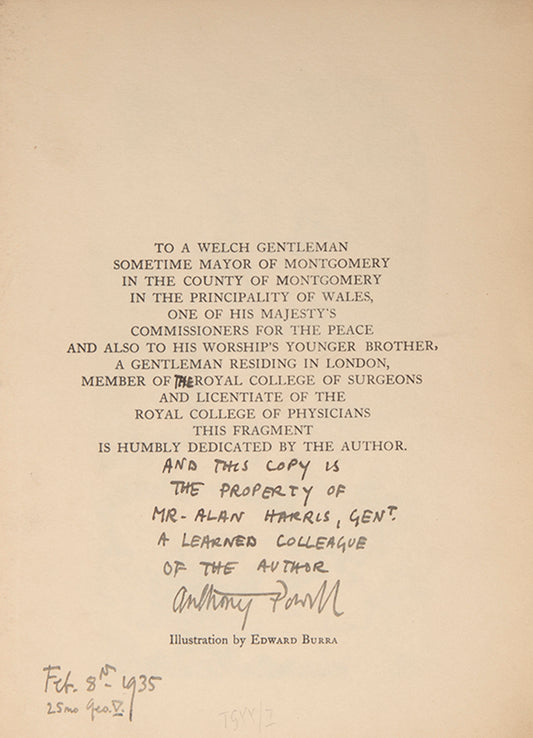 TO A WELCH GENTLEMAN
SOMETIME MAYOR OF MONTGOMERY
IN THE COUNTY OF MONTGOMERY
IN THE PRINCIPALITY OF WALES,
ONE OF HIS MAJESTY'S
COMMISSIONERS FOR THE PEACE
AND ALSO TO HIS WORSHIP'S YOUNGER BROTHER,
A GENTLEMAN RESIDING IN LONDON,
MEMBER OF THE ROYAL COLLEGE OF SURGEONS
AND LICENTIATE OF THE
ROYAL COLLEGE OF PHYSICIANS
THIS FRAGMENT
IS HUMBLY DEDICATED BY THE AUTHOR.
AND THIS COPY IS
THE PROPERTY OF
MR. ALAN HARRIS, GENT.
A LEARNED COLLEAGUE
OF THE AUTHOR
Anthony Powell
Illustration by EDWARD BURRA
Feb. 8th 1935
25mo Geo. V.